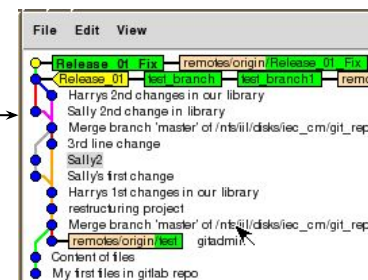 File Edit View
Release_01_Fix remotes/origin/Release_01_Fix
Release_01 test_branch test_branch1 remo
Harrys 2nd changes in our library
Sally 2nd change in library
Merge branch 'master' of /nfs/iil/disks/iec_cm/git_rep
3rd line change
Sally2
Sally's first change
Harrys 1st changes in our library
restructuring project
Merge branch 'master' of /nfs/iil/disks/iec_cm/git_rep
remotes/origin/test gitadmin
Content of files
My first files in gitlab repo